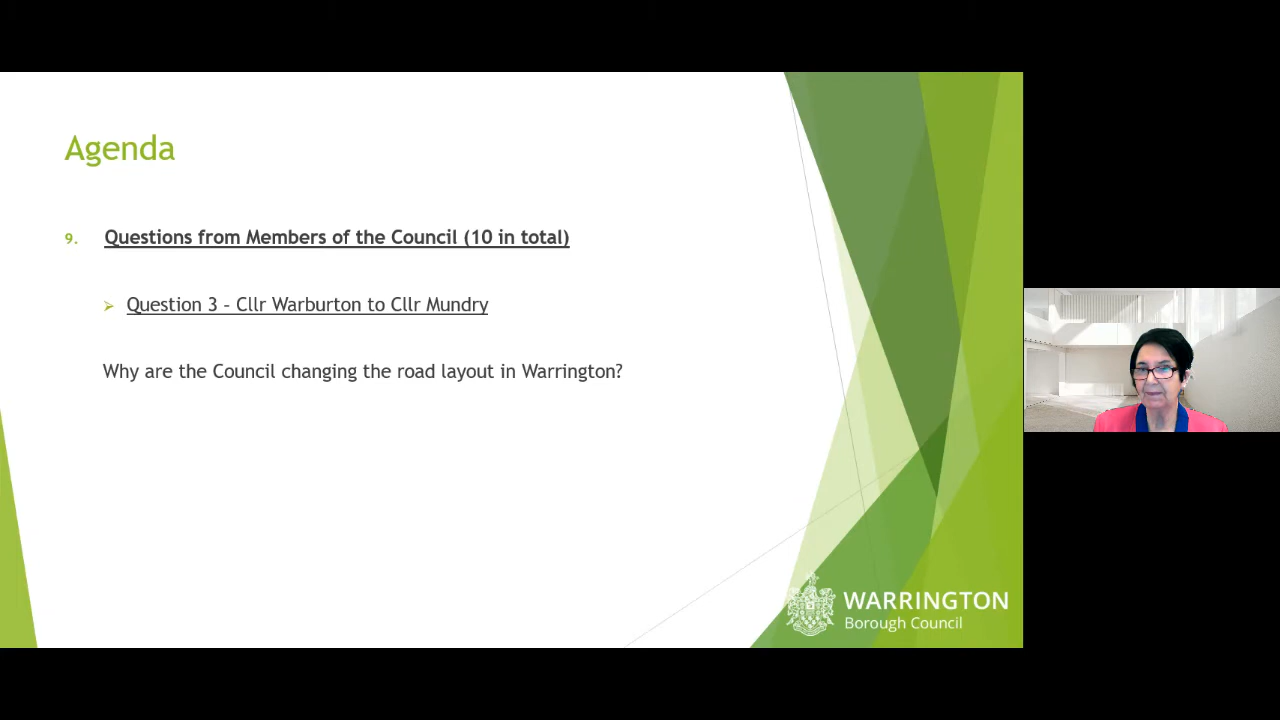 Agenda
9. Questions from Members of the Council (10 in total)
➢ Question 3 – Cllr Warburton to Cllr Mundry
Why are the Council changing the road layout in Warrington?
WARRINGTON
Borough Council